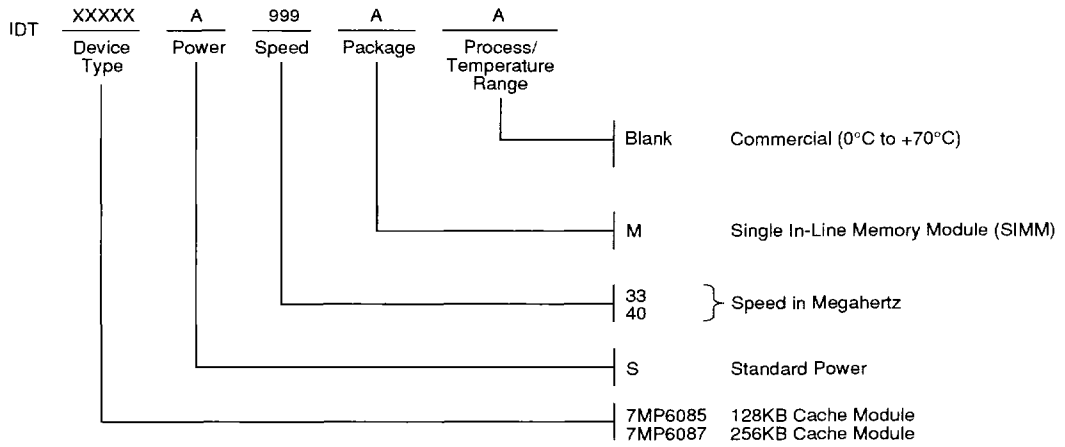 IDT XXXXX A 999 A A
Device Type Power Speed Package Process/ Temperature Range
Blank Commercial (0°C to +70°C)
M Single In-Line Memory Module (SIMM)
33
40
Speed in Megahertz
S Standard Power
7MP6085 128KB Cache Module
7MP6087 256KB Cache Module